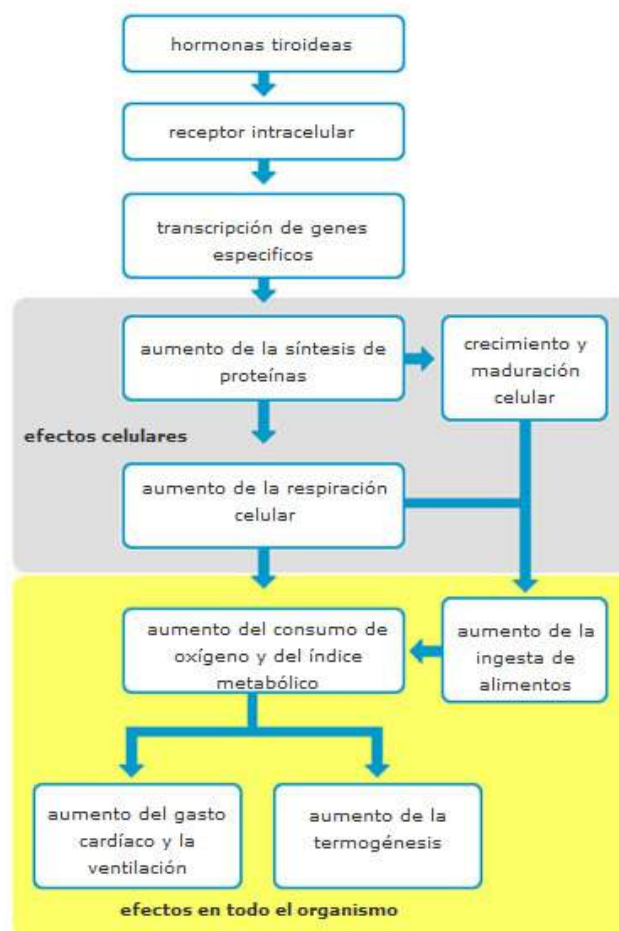 hormonas tiroideas
receptor intracelular
transcripción de genes
especificos
aumento de la síntesis de
proteínas
crecimiento y
maduración
celular
efectos celulares
aumento de la respiración
celular
aumento del consumo de
oxígeno y del índice
metabólico
aumento de la
ingesta de
alimentos
aumento del gasto
cardíaco y la
ventilación
aumento de la
termogénesis
efectos en todo el organismo